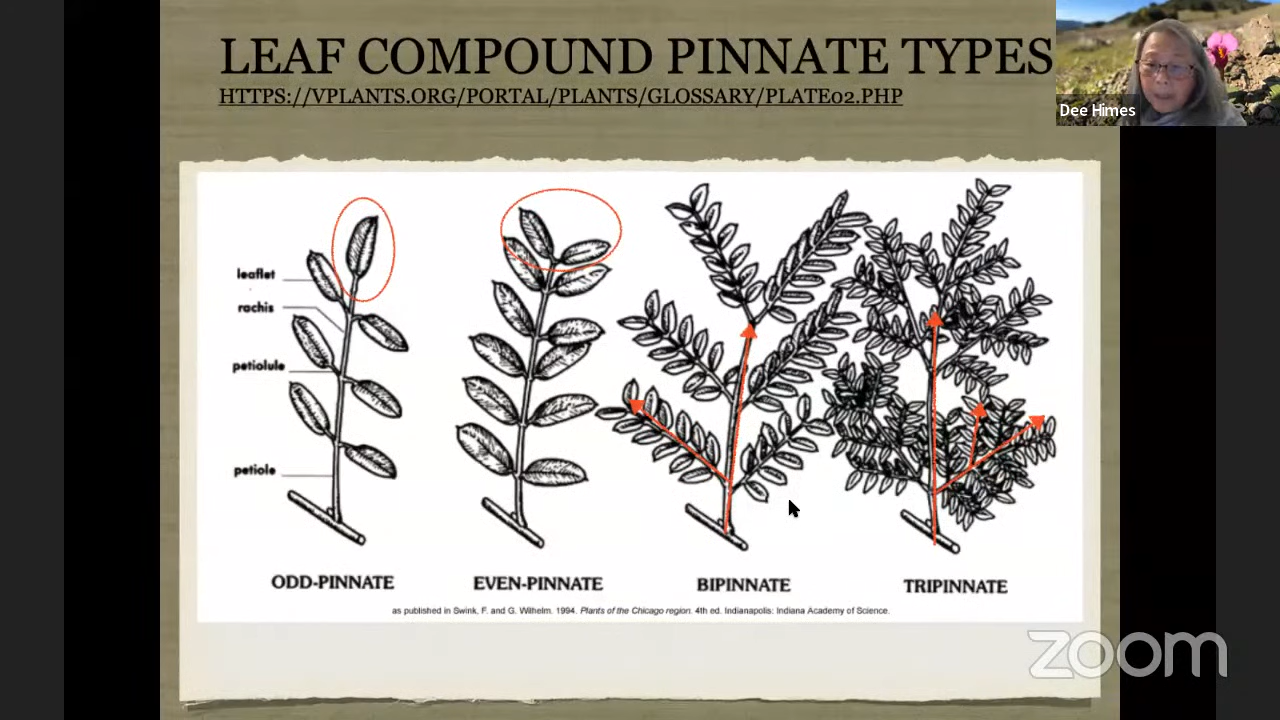 LEAF COMPOUND PINNATE TYPES
HTTPS://VPLANTS.ORG/PORTAL/PLANTS/GLOSSARY/PLATE02.PHP
Dee Himes
leaflet
rachis
petiolule
petiole
ODD-PINNATE EVEN-PINNATE BIPINNATE TRIPINNATE
as published in Swink, F. and G. Wilhelm. 1994. Plants of the Chicago region. 4th ed. Indianapolis: Indiana Academy of Science.
zoom